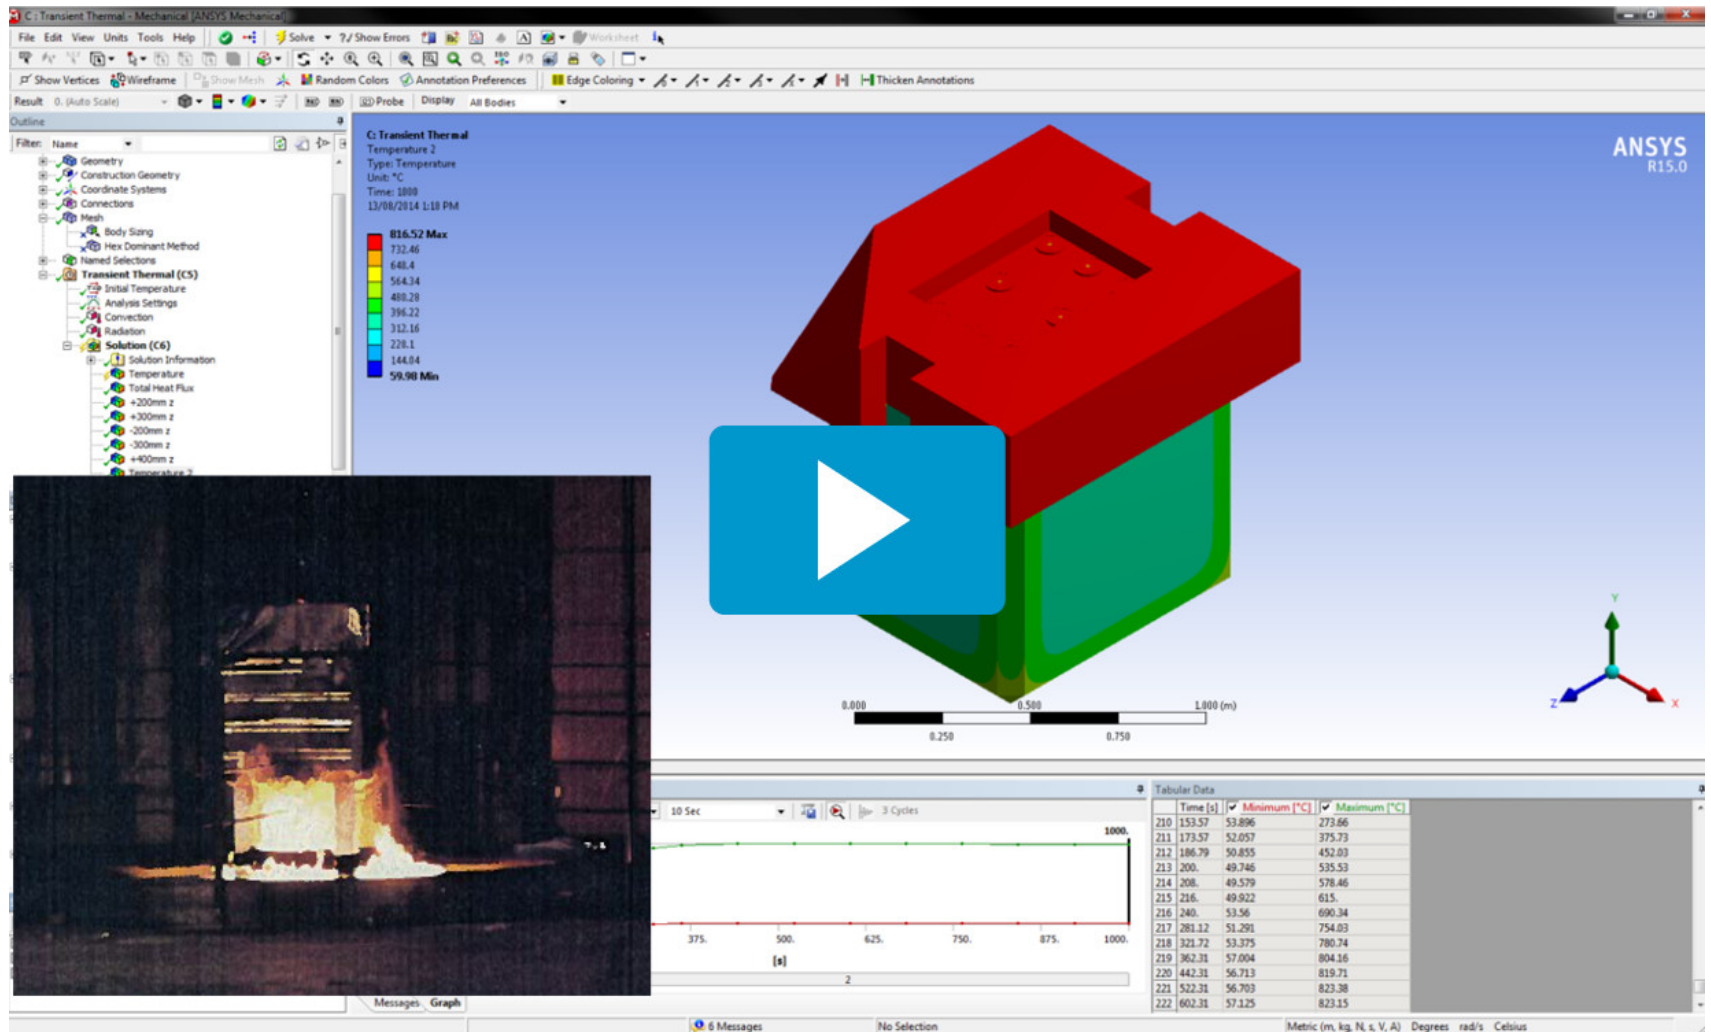 C : Transient Thermal - Mechanical [ANSYS Mechanical]
File Edit View Units Tools Help Solve ?/ Show Errors Worksheet
Show Vertices Wireframe Show Mesh Random Colors Annotation Preferences Edge Coloring Thicken Annotations
Result 0. (Auto Scale) Probe Display All Bodies
Outline
Filter: Name
Geometry
Construction Geometry
Coordinate Systems
Connections
Mesh
Body Sizing
Hex Dominant Method
Named Selections
Transient Thermal (C5)
Initial Temperature
Analysis Settings
Convection
Radiation
Solution (C6)
Solution Information
Temperature
Total Heat Flux
+200mm z
+300mm z
-200mm z
-300mm z
+400mm z
Temperature 2
C: Transient Thermal
Temperature 2
Type: Temperature
Unit: °C
Time: 1000
13/08/2014 1:18 PM
816.52 Max
732.46
648.4
564.34
480.28
396.22
312.16
228.1
144.04
59.98 Min
ANSYS
R15.0
Y
Z X
0.000 0.500 1.000 (m)
0.250 0.750
10 Sec 3 Cycles
1000.
375. 500. 625. 750. 875. 1000.
[s]
2
Messages Graph
Tabular Data
Time [s] Minimum [°C] Maximum [°C]
210 153.57 53.896 273.66
211 173.57 52.057 375.73
212 186.79 50.855 452.03
213 200. 49.746 535.53
214 208. 49.579 578.46
215 216. 49.922 615.
216 240. 53.56 690.34
217 281.12 51.291 754.03
218 321.72 53.375 780.74
219 362.31 57.004 804.16
220 442.31 56.713 819.71
221 522.31 56.703 823.38
222 602.31 57.125 823.15
6 Messages No Selection Metric (m, kg, N, s, V, A) Degrees rad/s Celsius